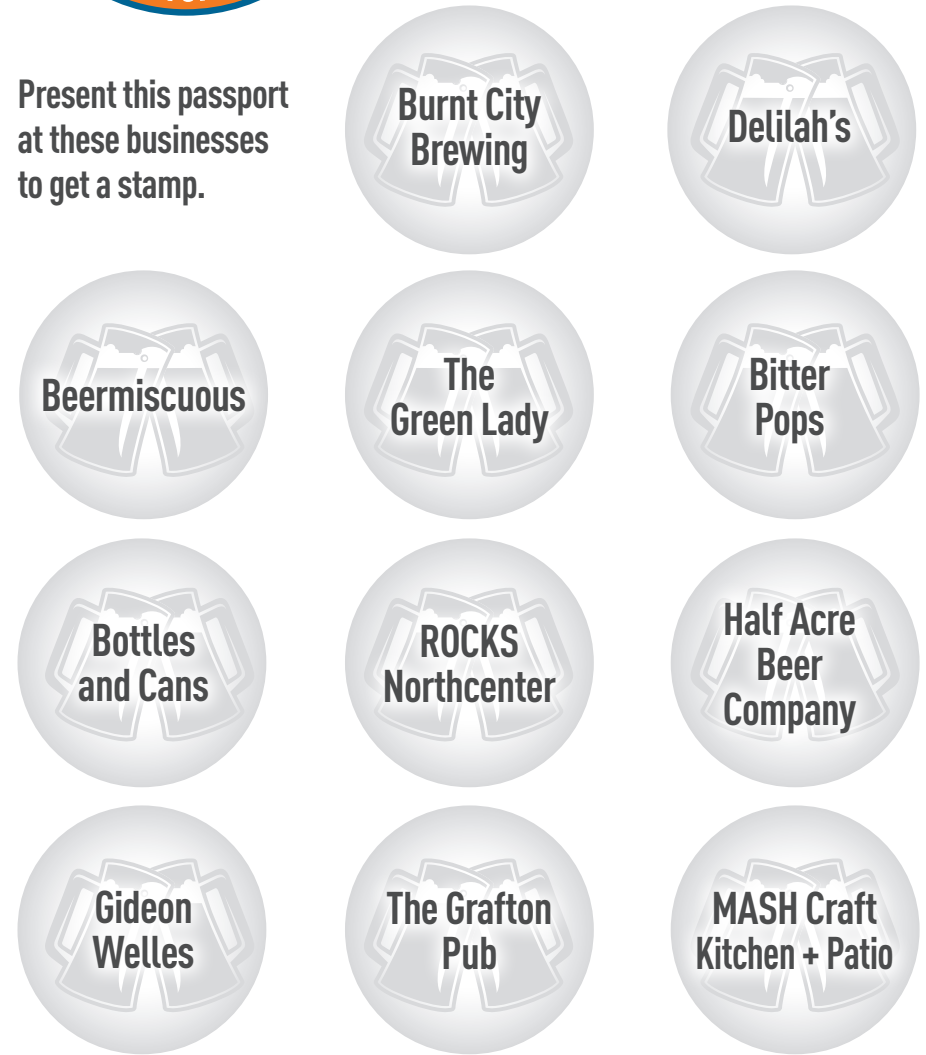 Present this passport
at these businesses
to get a stamp.
Burnt City
Brewing
Delilah’s
Beermiscuous
The
Green Lady
Bitter
Pops
Bottles
and Cans
ROCKS
Northcenter
Half Acre
Beer
Company
Gideon
Welles
The Grafton
Pub
MASH Craft
Kitchen + Patio